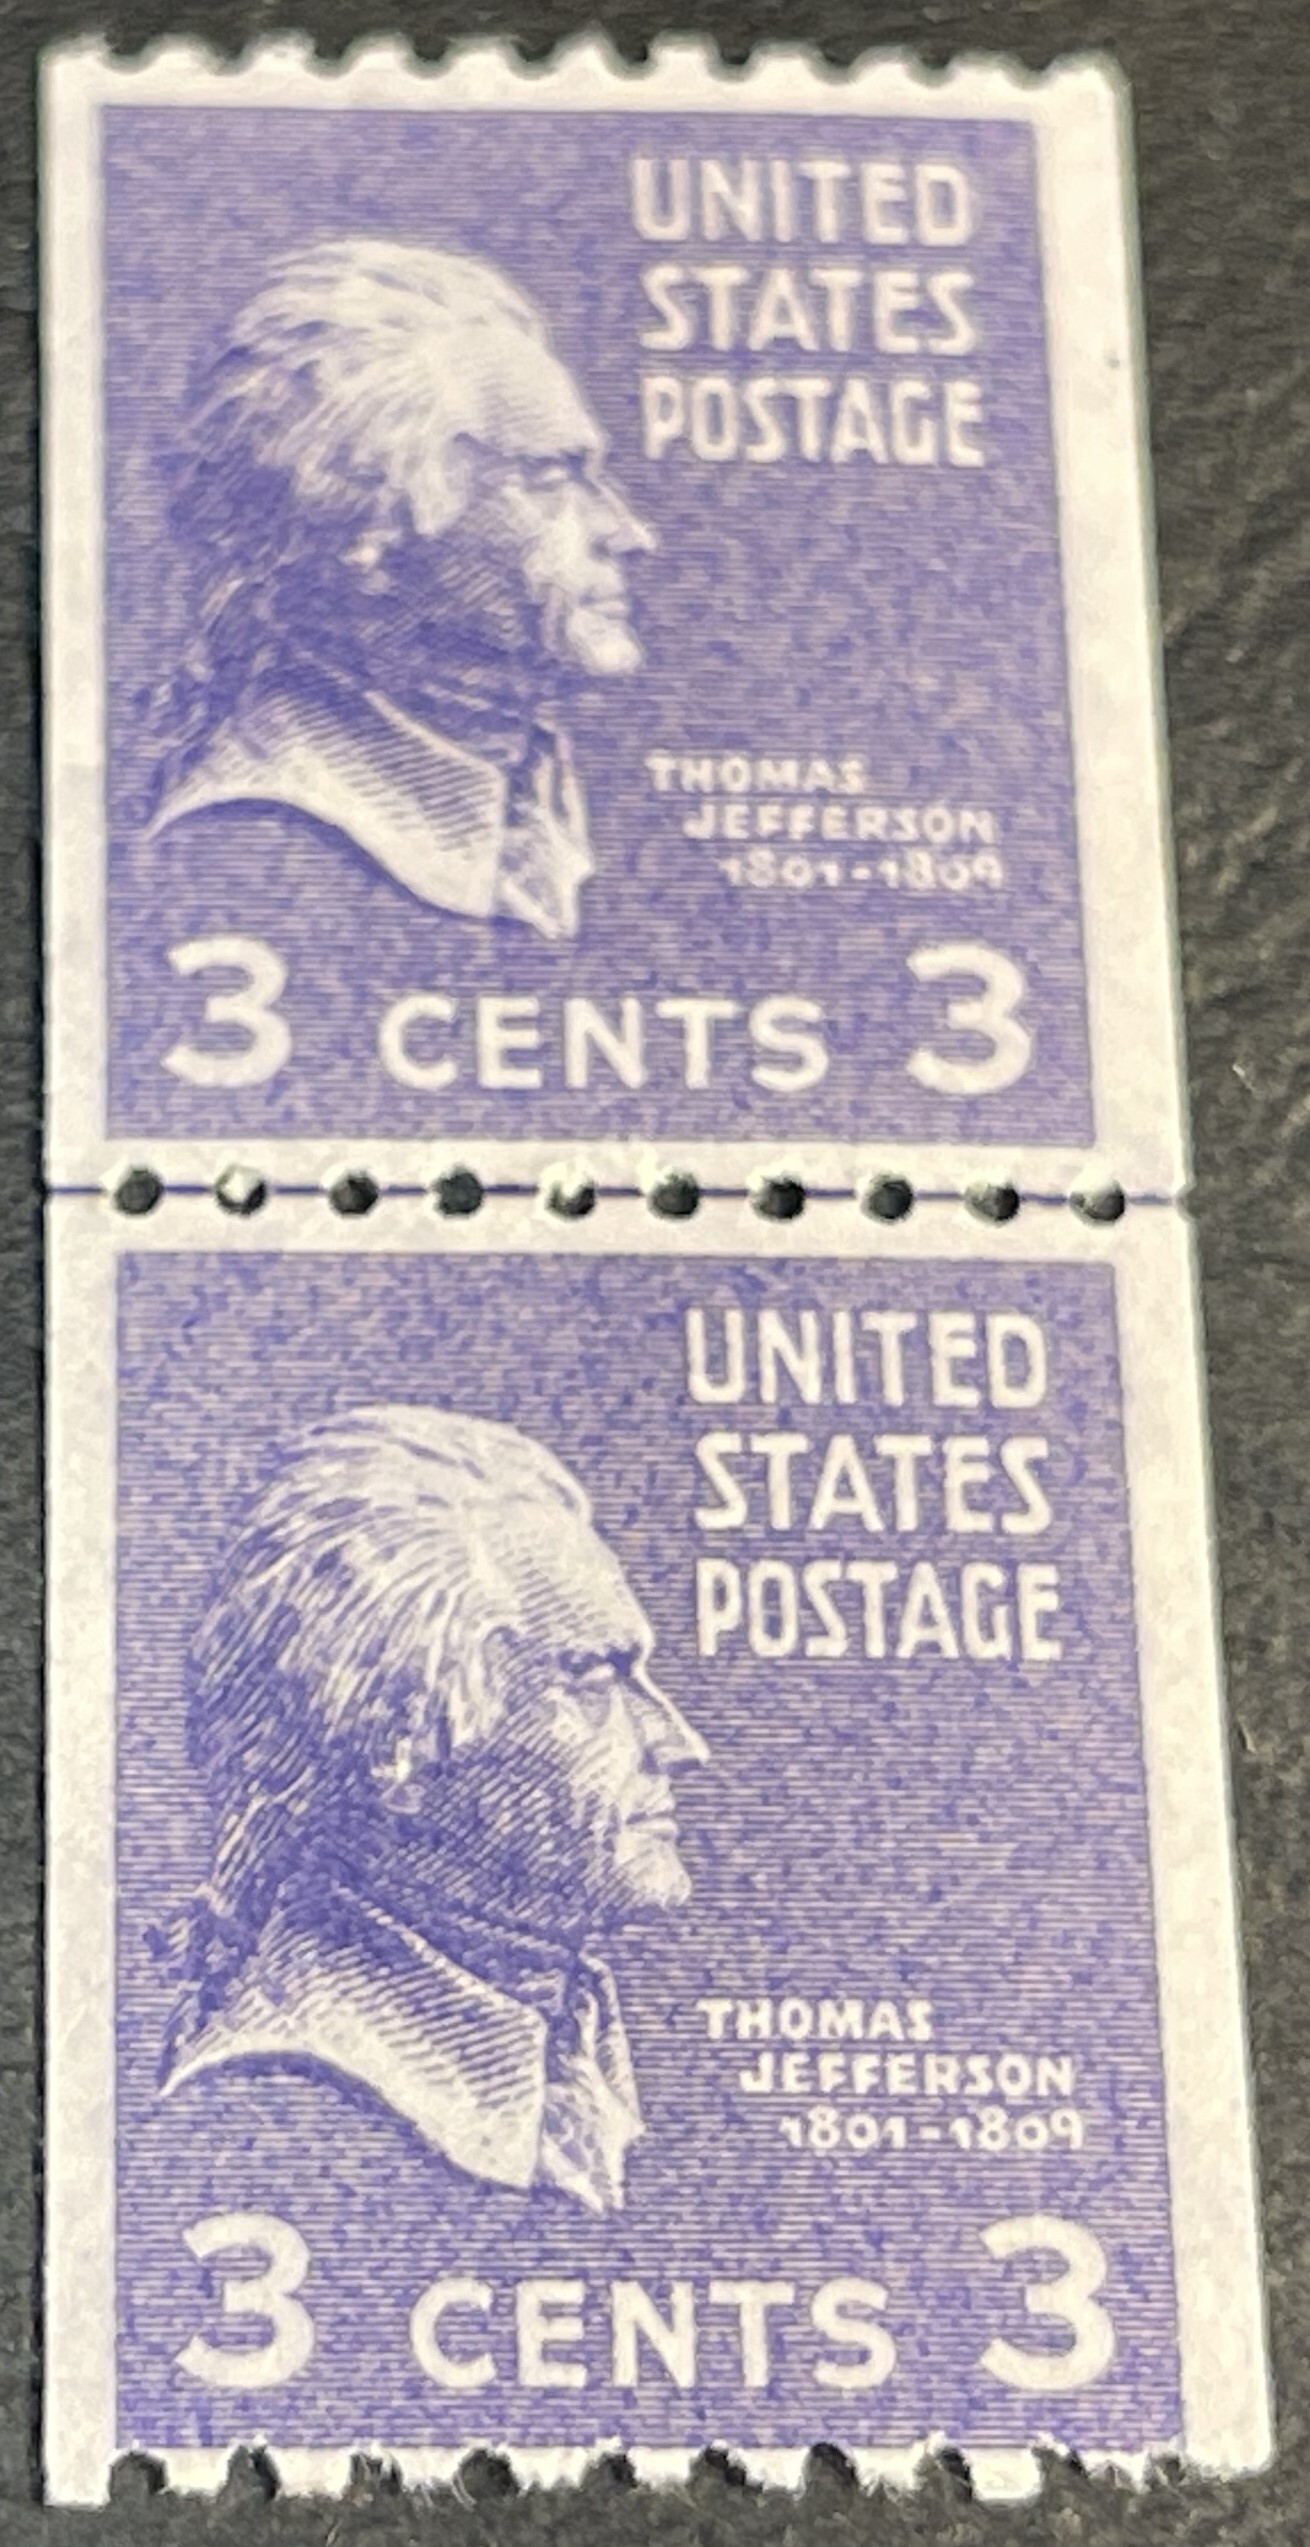 UNITED
STATES
POSTAGE
THOMAS
JEFFERSON
1801-1809
3 CENTS 3
UNITED
STATES
POSTAGE
THOMAS
JEFFERSON
1801-1809
3 CENTS 3